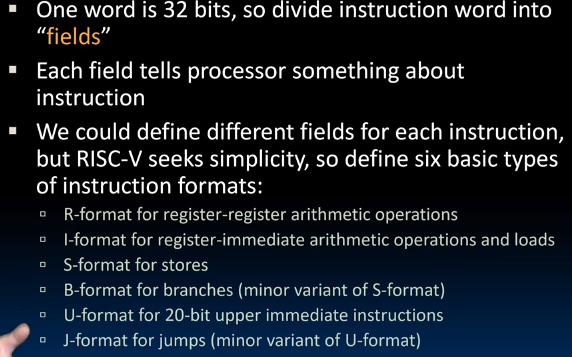 One word is 32 bits, so divide instruction word into
"fields"
Each field tells processor something about
instruction
We could define different fields for each instruction,
but RISC-V seeks simplicity, so define six basic types
of instruction formats:
R-format for register-register arithmetic operations
I-format for register-immediate arithmetic operations and loads
S-format for stores
B-format for branches (minor variant of S-format)
U-format for 20-bit upper immediate instructions
J-format for jumps (minor variant of U-format)